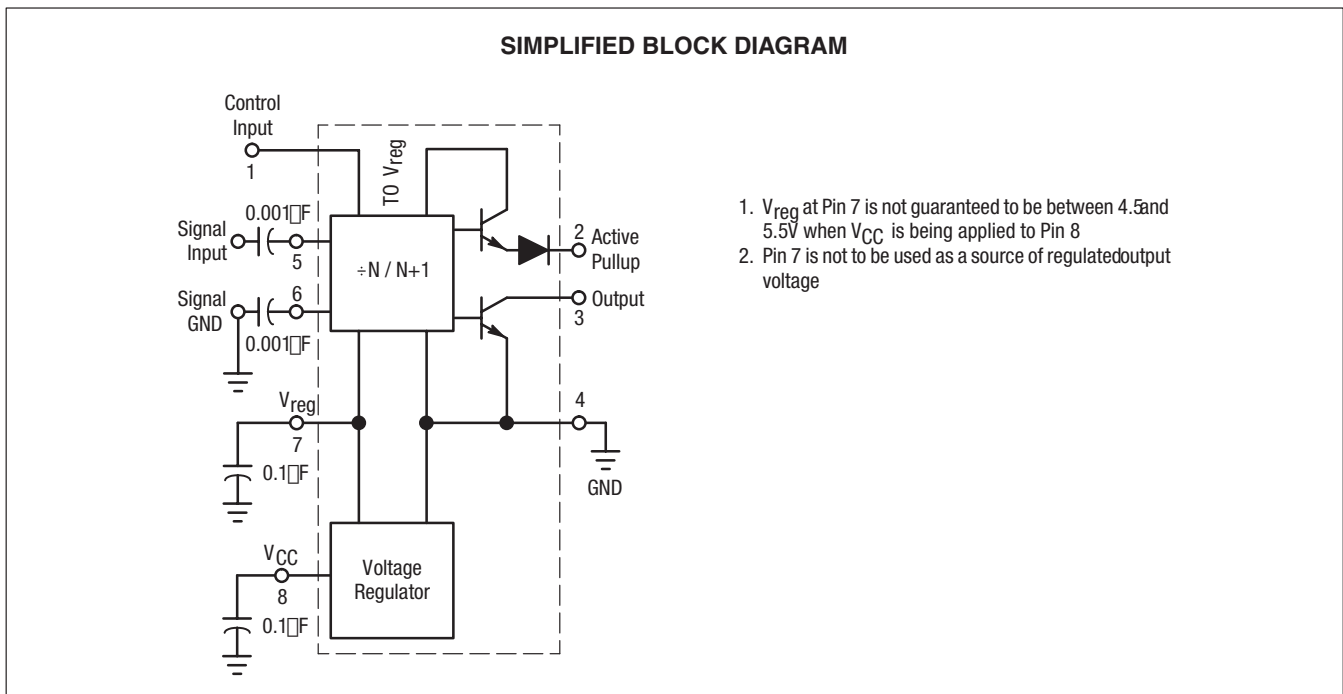 SIMPLIFIED BLOCK DIAGRAM
Control
Input
1
TO Vreg
0.001□F
Signal
Input
5
÷N / N+1
2
Active
Pullup
Signal
GND
6
0.001□F
Output
3
Vreg
7
0.1□F
4
GND
VCC
8
0.1□F
Voltage
Regulator
1. Vreg at Pin 7 is not guaranteed to be between 4.5and
5.5V when VCC is being applied to Pin 8
2. Pin 7 is not to be used as a source of regulatedoutput
voltage